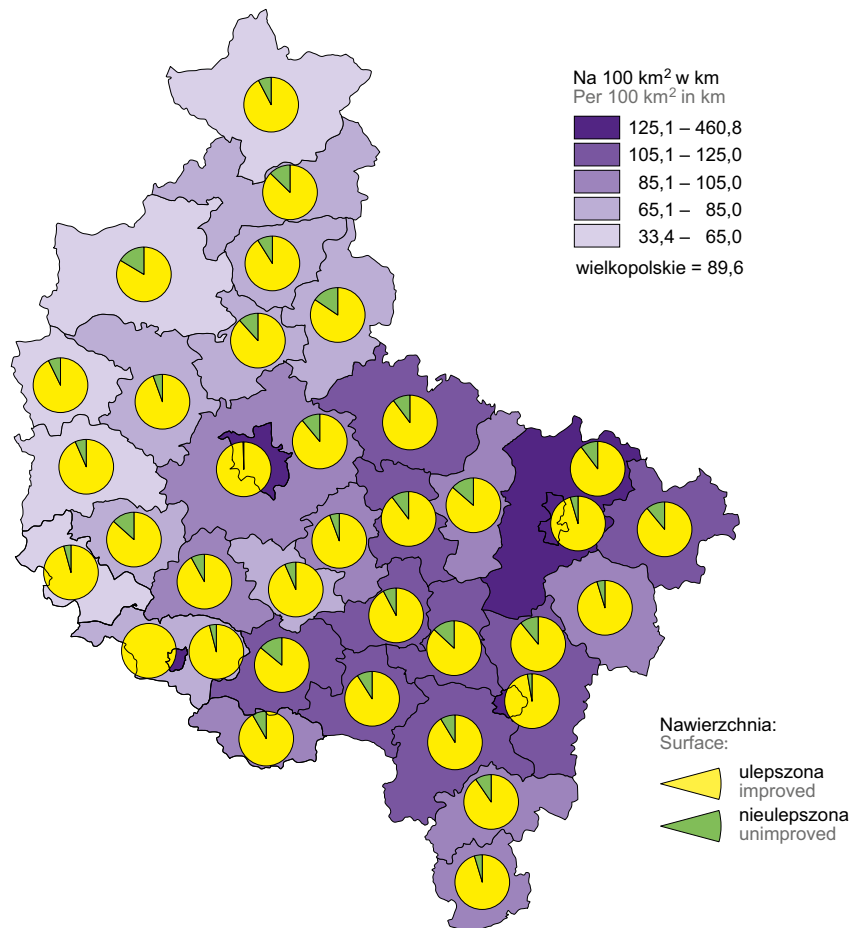 Na 100 km² w km
Per 100 km² in km
125,1 – 460,8
105,1 – 125,0
85,1 – 105,0
65,1 – 85,0
33,4 – 65,0
wielkopolskie = 89,6
Nawierzchnia:
Surface:
ulepszona
improved
nieulepszona
unimproved